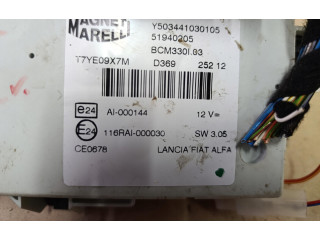 MAGNETI Y503441030105
MARELLI 51940205
BCM330I.93
T7YE09X7M D369 252 12
e24 AI-000144 12 V=
E24 116RAI-000030 SW 3.05
CE0678 LANCIA FIAT ALFA